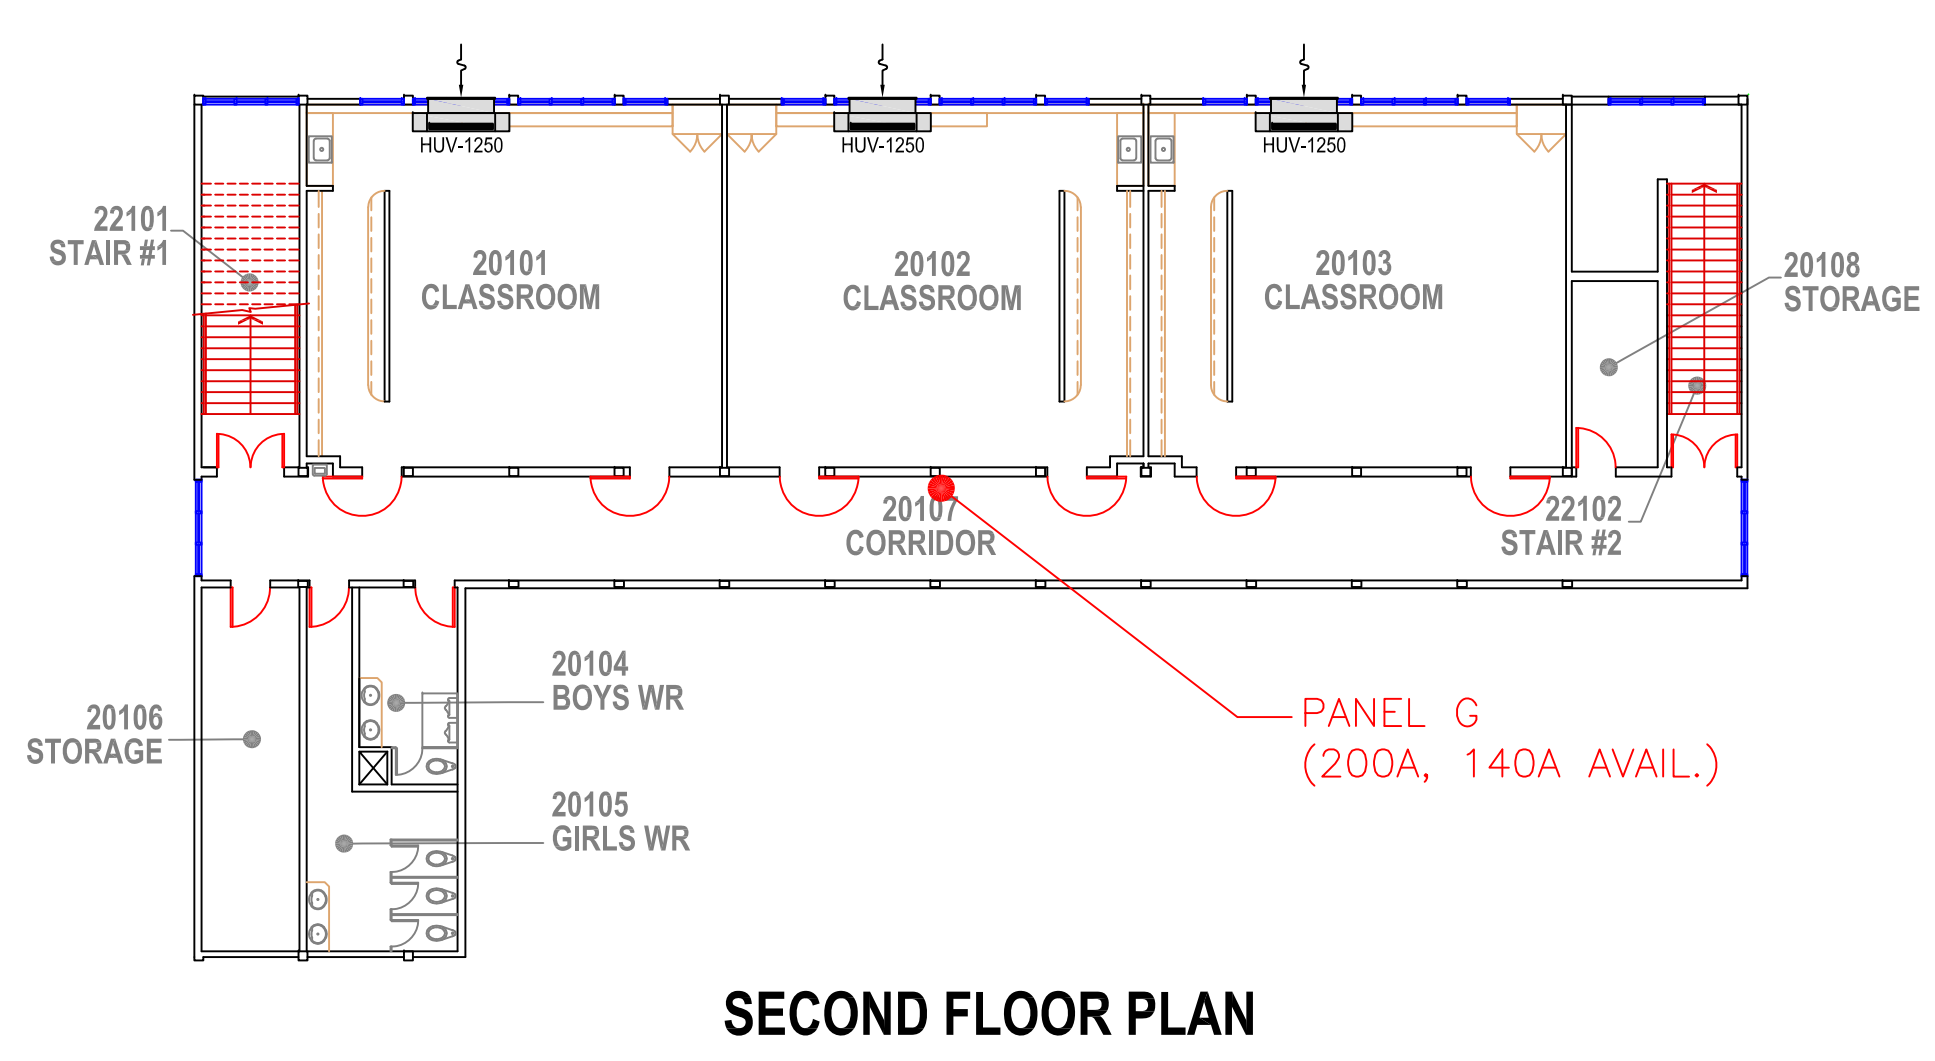 HUV-1250
HUV-1250
HUV-1250
22101
STAIR #1
20101
CLASSROOM
20102
CLASSROOM
20103
CLASSROOM
20108
STORAGE
20107
CORRIDOR
22102
STAIR #2
20104
BOYS WR
20106
STORAGE
PANEL G
(200A, 140A AVAIL.)
20105
GIRLS WR
SECOND FLOOR PLAN